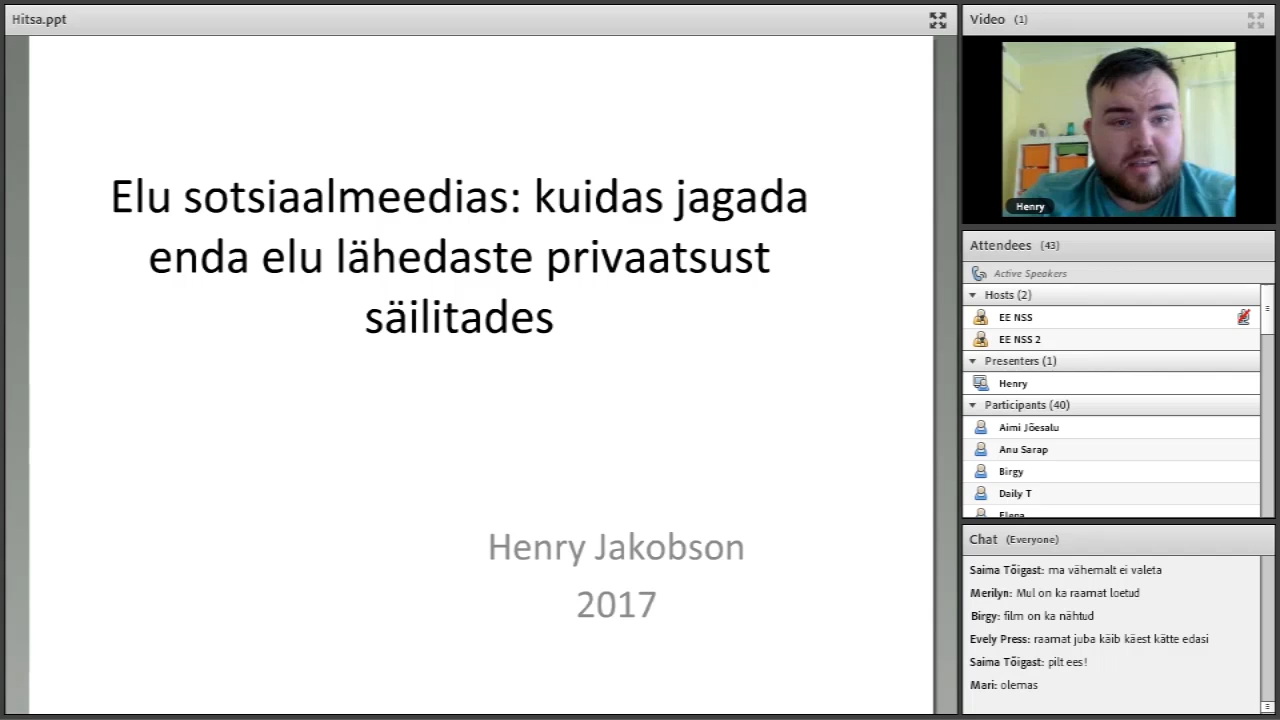 Hitsa.ppt
Elu sotsiaalmeedias: kuidas jagada
enda elu lähedaste privaatsust
säilitades
Henry Jakobson
2017
Video (1)
Henry
Attendees (43)
Active Speakers
Hosts (2)
EE NSS
EE NSS 2
Presenters (1)
Henry
Participants (40)
Aimi Jõesalu
Anu Sarap
Birgy
Daily T
Elena
Chat (Everyone)
Saima Tõigast: ma vähemalt ei valeta
Merilyn: Mul on ka raamat loetud
Birgy: film on ka nähtud
Evely Press: raamat juba käib käest kätte edasi
Saima Tõigast: pilt ees!
Mari: olemas